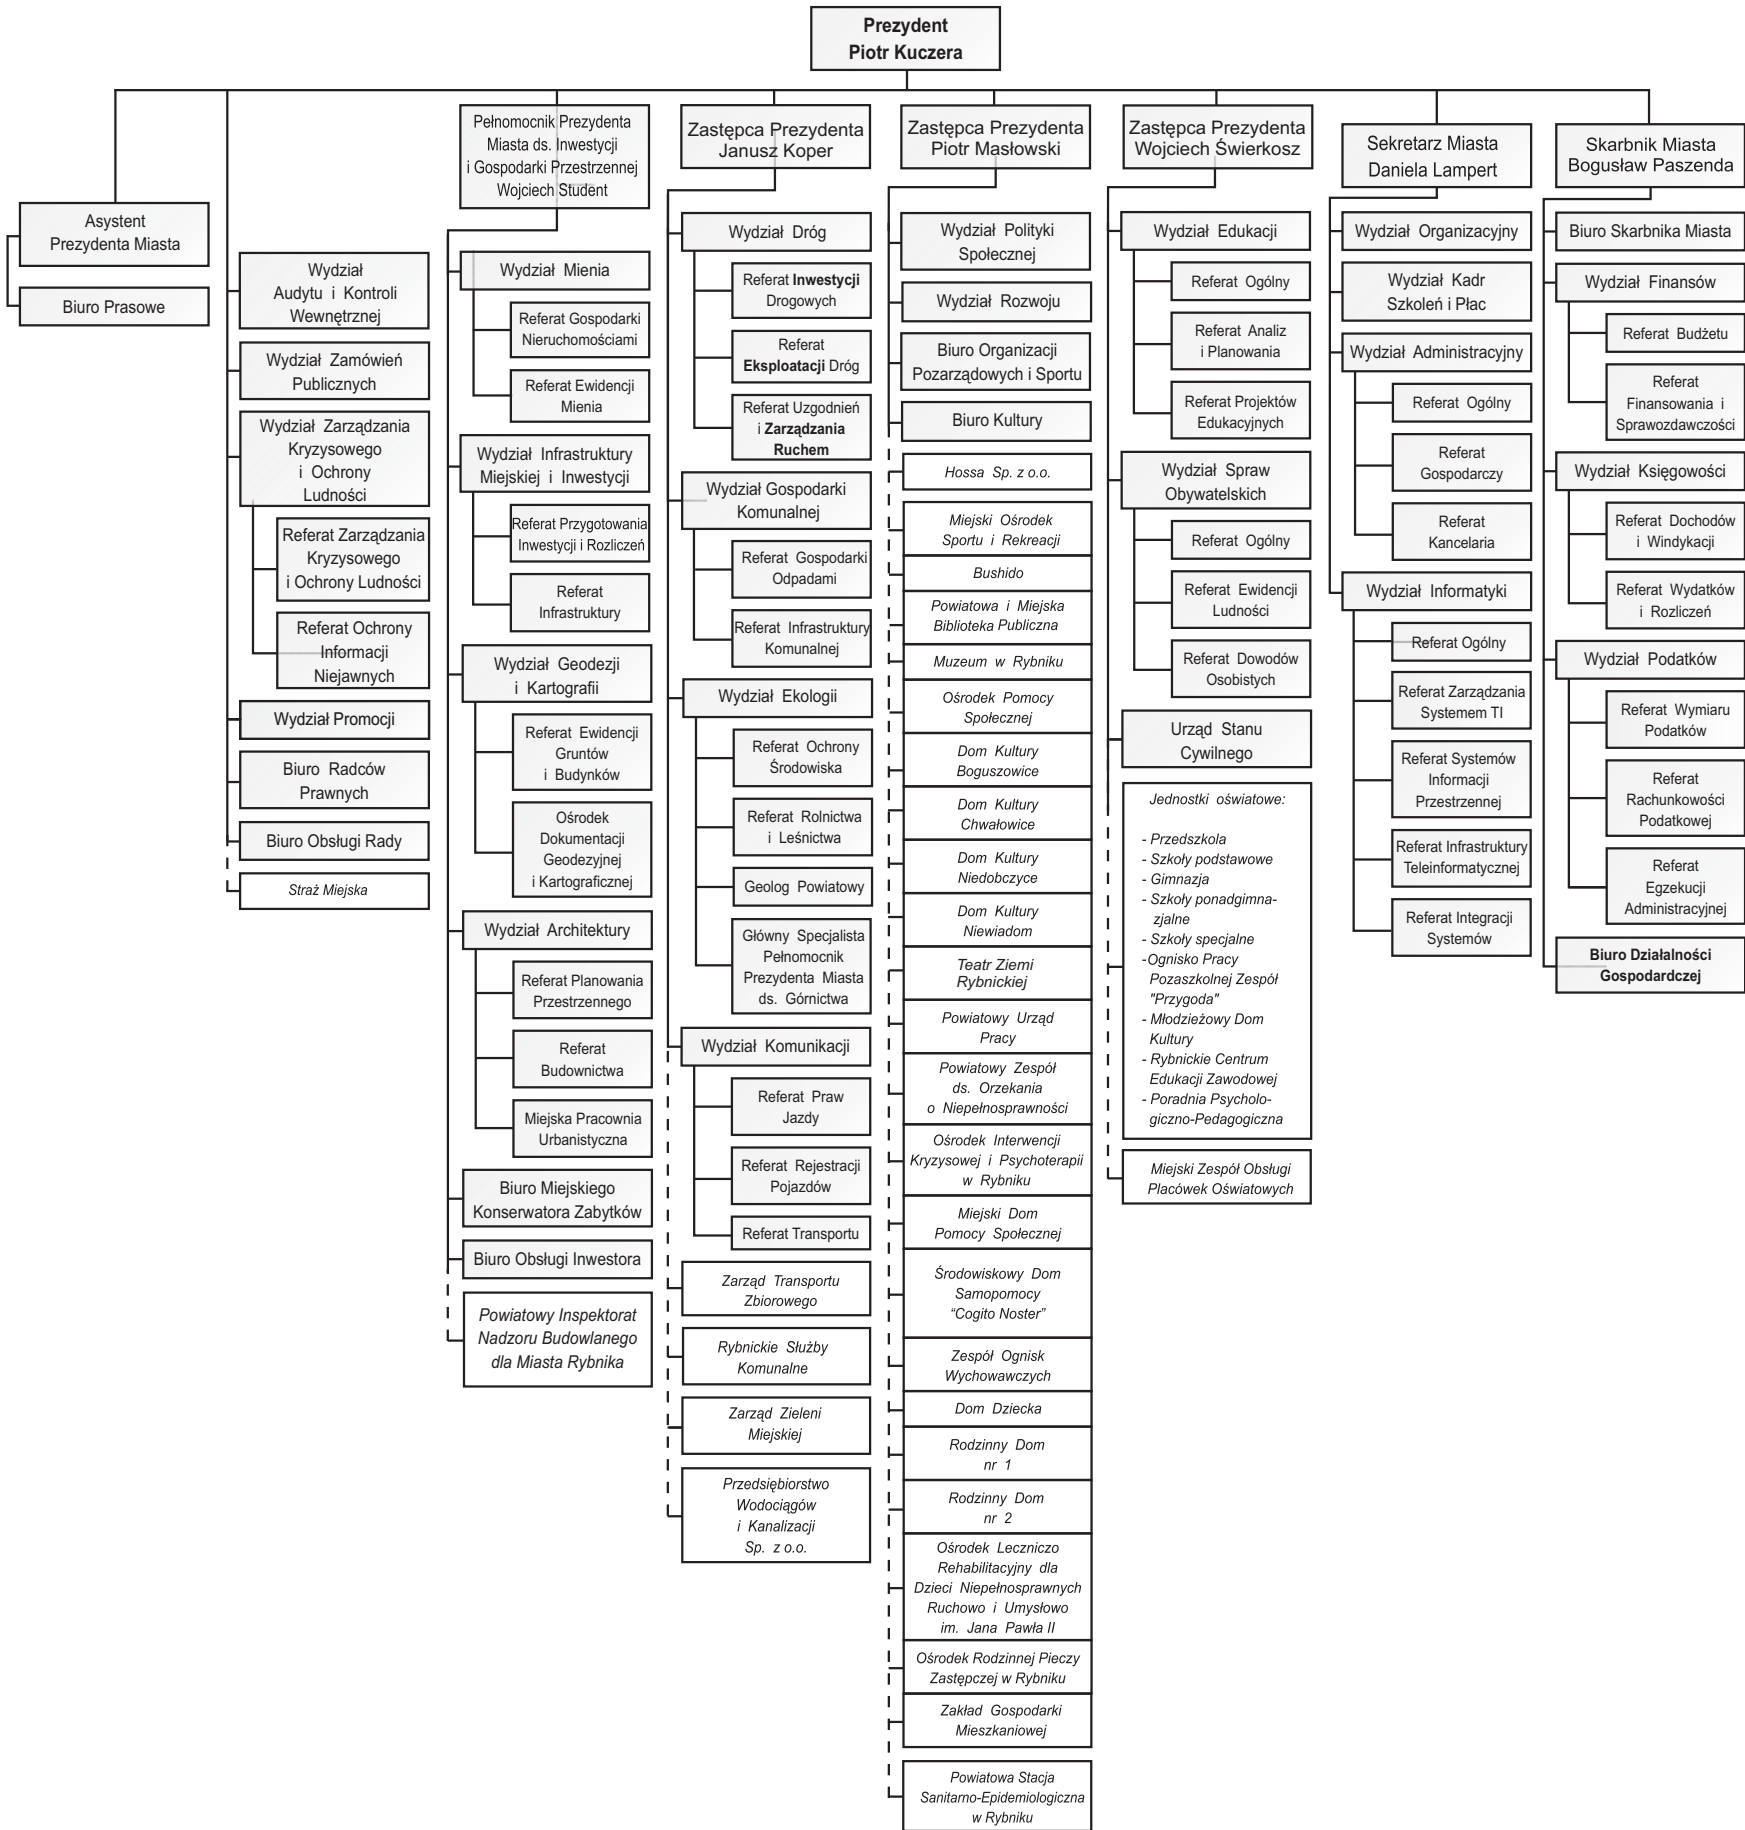 Prezydent
Piotr Kuczera
Asystent
Prezydenta Miasta
Biuro Prasowe
Wydział
Audytu i Kontroli
Wewnętrznej
Wydział Zamówień
Publicznych
Wydział Zarządzania
Kryzysowego
i Ochrony
Ludności
Referat Zarządzania
Kryzysowego
i Ochrony Ludności
Referat Ochrony
Informacji
Niejawnych
Wydział Promocji
Biuro Radców
Prawnych
Biuro Obsługi Rady
Straż Miejska
Pełnomocnik Prezydenta
Miasta ds. Inwestycji
i Gospodarki Przestrzennej
Wojciech Student
Wydział Mienia
Referat Gospodarki
Nieruchomościami
Referat Ewidencji
Mienia
Wydział Infrastruktury
Miejskiej i Inwestycji
Referat Przygotowania
Inwestycji i Rozliczeń
Referat
Infrastruktury
Wydział Geodezji
i Kartografii
Referat Ewidencji
Gruntów
i Budynków
Ośrodek
Dokumentacji
Geodezyjnej
i Kartograficznej
Wydział Architektury
Referat Planowania
Przestrzennego
Referat
Budownictwa
Miejska Pracownia
Urbanistyczna
Biuro Miejskiego
Konserwatora Zabytków
Biuro Obsługi Inwestora
Powiatowy Inspektorat
Nadzoru Budowlanego
dla Miasta Rybnika
Zastępca Prezydenta
Janusz Koper
Wydział Dróg
Referat Inwestycji
Drogowych
Referat
Eksploatacji Dróg
Referat Uzgodnień
i Zarządzania
Ruchem
Wydział Gospodarki
Komunalnej
Referat Gospodarki
Odpadami
Referat Infrastruktury
Komunalnej
Wydział Ekologii
Referat Ochrony
Środowiska
Referat Rolnictwa
i Leśnictwa
Geolog Powiatowy
Główny Specjalista
Pełnomocnik
Prezydenta Miasta
ds. Górnictwa
Wydział Komunikacji
Referat Praw
Jazdy
Referat Rejestracji
Pojazdów
Referat Transportu
Zarząd Transportu
Zbiorowego
Rybnickie Służby
Komunalne
Zarząd Zieleni
Miejskiej
Przedsiębiorstwo
Wodociągów
i Kanalizacji
Sp. z o.o.
Zastępca Prezydenta
Piotr Masłowski
Wydział Polityki
Społecznej
Wydział Rozwoju
Biuro Organizacji
Pozarządowych i Sportu
Biuro Kultury
Hossa Sp. z o.o.
Miejski Ośrodek
Sportu i Rekreacji
Bushido
Powiatowa i Miejska
Biblioteka Publiczna
Muzeum w Rybniku
Ośrodek Pomocy
Społecznej
Dom Kultury
Boguszowice
Dom Kultury
Chwałowice
Dom Kultury
Niedobczyce
Dom Kultury
Niewiadom
Teatr Ziemi
Rybnickiej
Powiatowy Urząd
Pracy
Powiatowy Zespół
ds. Orzekania
o Niepełnosprawności
Ośrodek Interwencji
Kryzysowej i Psychoterapii
w Rybniku
Miejski Dom
Pomocy Społecznej
Środowiskowy Dom
Samopomocy
“Cogito Noster”
Zespół Ognisk
Wychowawczych
Dom Dziecka
Rodzinny Dom
nr 1
Rodzinny Dom
nr 2
Ośrodek Leczniczo
Rehabilitacyjny dla
Dzieci Niepełnosprawnych
Ruchowo i Umysłowo
im. Jana Pawła II
Ośrodek Rodzinnej Pieczy
Zastępczej w Rybniku
Zakład Gospodarki
Mieszkaniowej
Powiatowa Stacja
Sanitarno-Epidemiologiczna
w Rybniku
Zastępca Prezydenta
Wojciech Świerkosz
Wydział Edukacji
Referat Ogólny
Referat Analiz
i Planowania
Referat Projektów
Edukacyjnych
Wydział Spraw
Obywatelskich
Referat Ogólny
Referat Ewidencji
Ludności
Referat Dowodów
Osobistych
Urząd Stanu
Cywilnego
Jednostki oświatowe:
- Przedszkola
- Szkoły podstawowe
- Gimnazja
- Szkoły ponadgimna-
zjalne
- Szkoły specjalne
-Ognisko Pracy
Pozaszkolnej Zespół
"Przygoda"
- Młodzieżowy Dom
Kultury
- Rybnickie Centrum
Edukacji Zawodowej
- Poradnia Psycholo-
giczno-Pedagogiczna
Miejski Zespół Obsługi
Placówek Oświatowych
Sekretarz Miasta
Daniela Lampert
Wydział Organizacyjny
Wydział Kadr
Szkoleń i Płac
Wydział Administracyjny
Referat Ogólny
Referat
Gospodarczy
Referat
Kancelaria
Wydział Informatyki
Referat Ogólny
Referat Zarządzania
Systemem TI
Referat Systemów
Informacji
Przestrzennej
Referat Infrastruktury
Teleinformatycznej
Referat Integracji
Systemów
Skarbnik Miasta
Bogusław Paszenda
Biuro Skarbnika Miasta
Wydział Finansów
Referat Budżetu
Referat
Finansowania i
Sprawozdawczości
Wydział Księgowości
Referat Dochodów
i Windykacji
Referat Wydatków
i Rozliczeń
Wydział Podatków
Referat Wymiaru
Podatków
Referat
Rachunkowości
Podatkowej
Referat
Egzekucji
Administracyjnej
Biuro Działalności
Gospodardczej